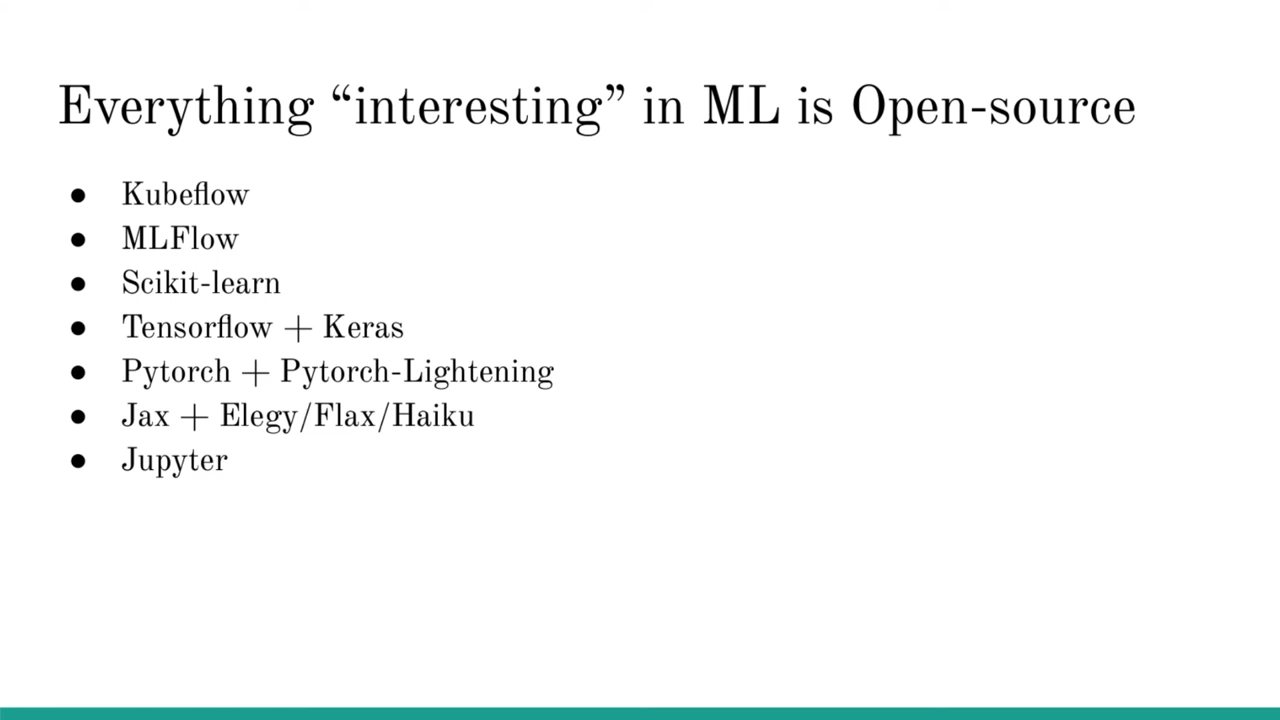 Everything “interesting” in ML is Open-source
● Kubeflow
● MLFlow
● Scikit-learn
● Tensorflow + Keras
● Pytorch + Pytorch-Lightening
● Jax + Elegy/Flax/Haiku
● Jupyter